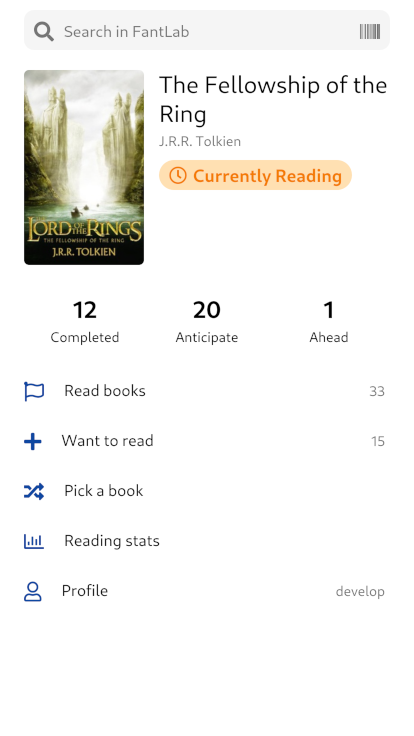 Search in FantLab
The Fellowship of the
Ring
J.R.R. Tolkien
Currently Reading
LORD OF THE RINGS
THE FELLOWSHIP OF THE RING
J.R.R. TOLKIEN
12 20 1
Completed Anticipate Ahead
Read books 33
Want to read 15
Pick a book
Reading stats
Profile develop